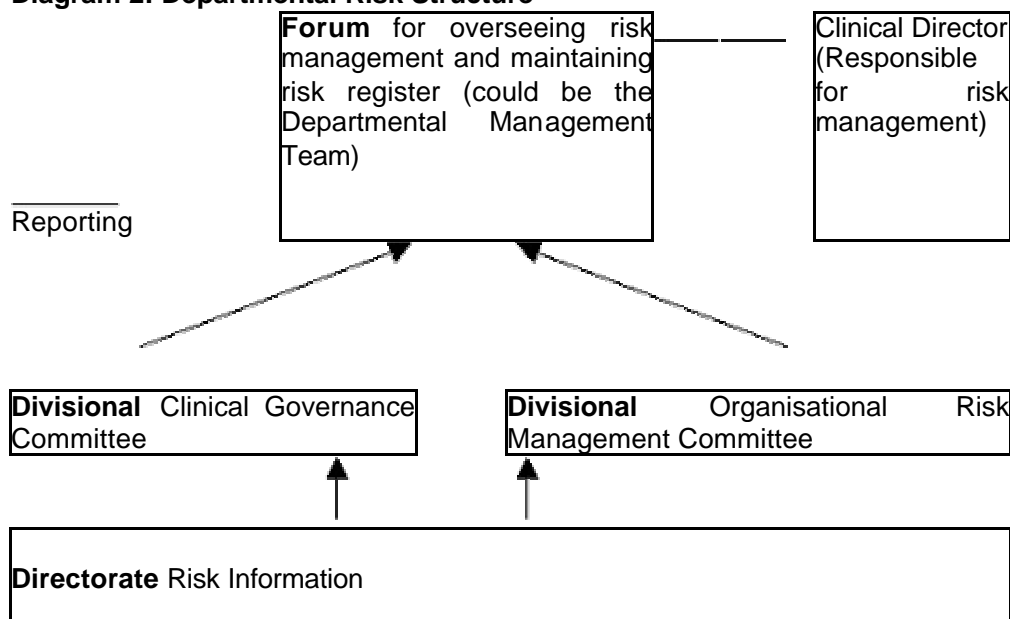 Diagram 2: Departmental Risk Structure
Forum for overseeing risk
management and maintaining
risk register (could be the
Departmental Management
Team)
Clinical Director
(Responsible
for risk
management)
Reporting
Divisional Clinical Governance
Committee
Divisional Organisational Risk
Management Committee
Directorate Risk Information